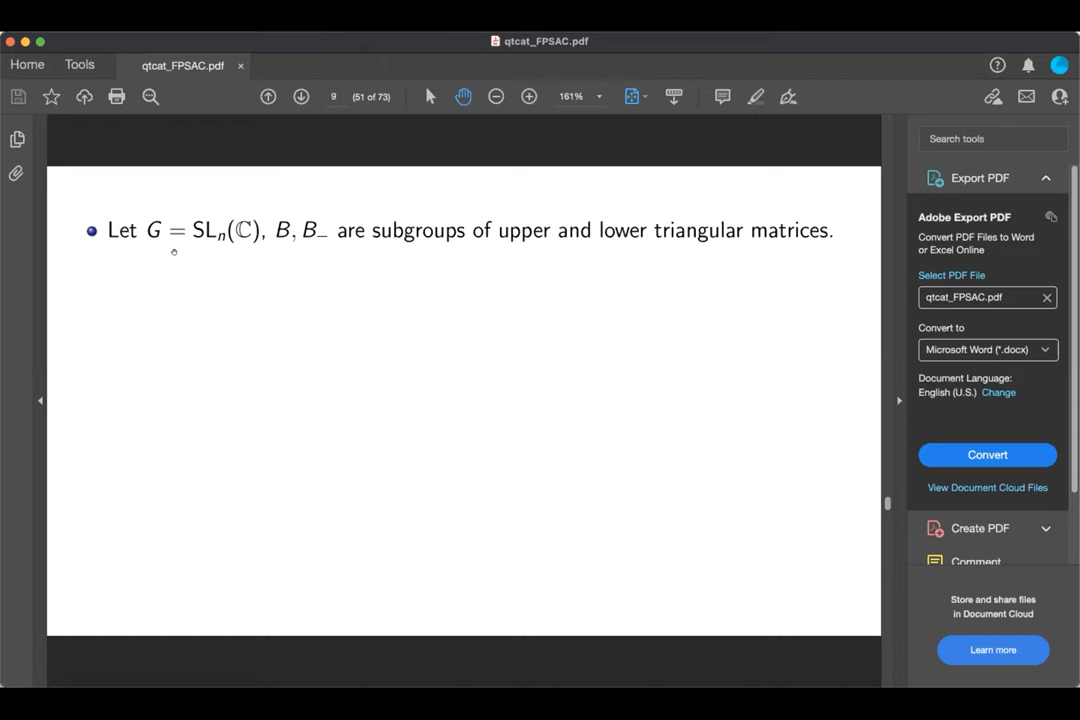 qtcat_FPSAC.pdf
Home Tools qtcat_FPSAC.pdf ×
9 (51 of 73) 161%
Search tools
Export PDF
Adobe Export PDF
Convert PDF Files to Word
or Excel Online
Select PDF File
qtcat_FPSAC.pdf
Convert to
Microsoft Word (*.docx)
Document Language:
English (U.S.) Change
Convert
View Document Cloud Files
Create PDF
Comment
Store and share files
in Document Cloud
Learn more
Let G = SLₙ(ℂ), B, B₋ are subgroups of upper and lower triangular matrices.